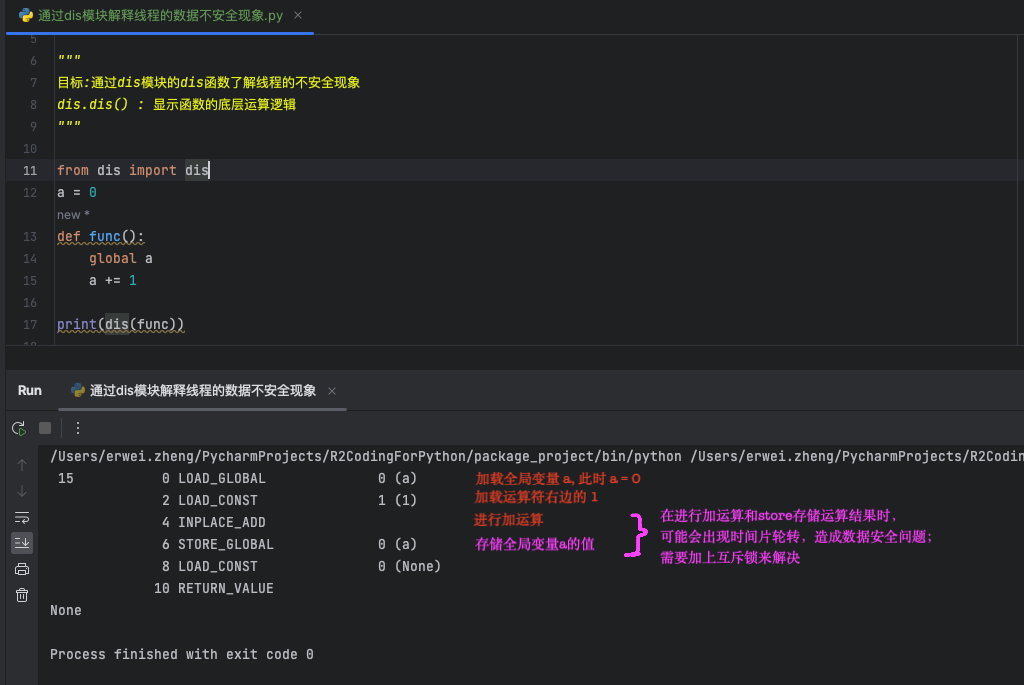 通过dis模块解释线程的数据不安全现象.py ×
5
6 """
7 目标:通过dis模块的dis函数了解线程的不安全现象
8 dis.dis() : 显示函数的底层运算逻辑
9 """
10
11 from dis import dis
12 a = 0
new *
13 def func():
14 global a
15 a += 1
16
17 print(dis(func))
18
Run 通过dis模块解释线程的数据不安全现象 ×
/Users/erwei.zheng/PycharmProjects/R2CodingForPython/package_project/bin/python /Users/erwei.zheng/PycharmProjects/R2Codin
15 0 LOAD_GLOBAL 0 (a) 加载全局变量 a, 此时 a = 0
2 LOAD_CONST 1 (1) 加载运算符右边的 1
4 INPLACE_ADD 进行加运算
6 STORE_GLOBAL 0 (a) 存储全局变量a的值
在进行加运算和store存储运算结果时，
可能会出现时间片轮转，造成数据安全问题；
需要加上互斥锁来解决
8 LOAD_CONST 0 (None)
10 RETURN_VALUE
None
Process finished with exit code 0